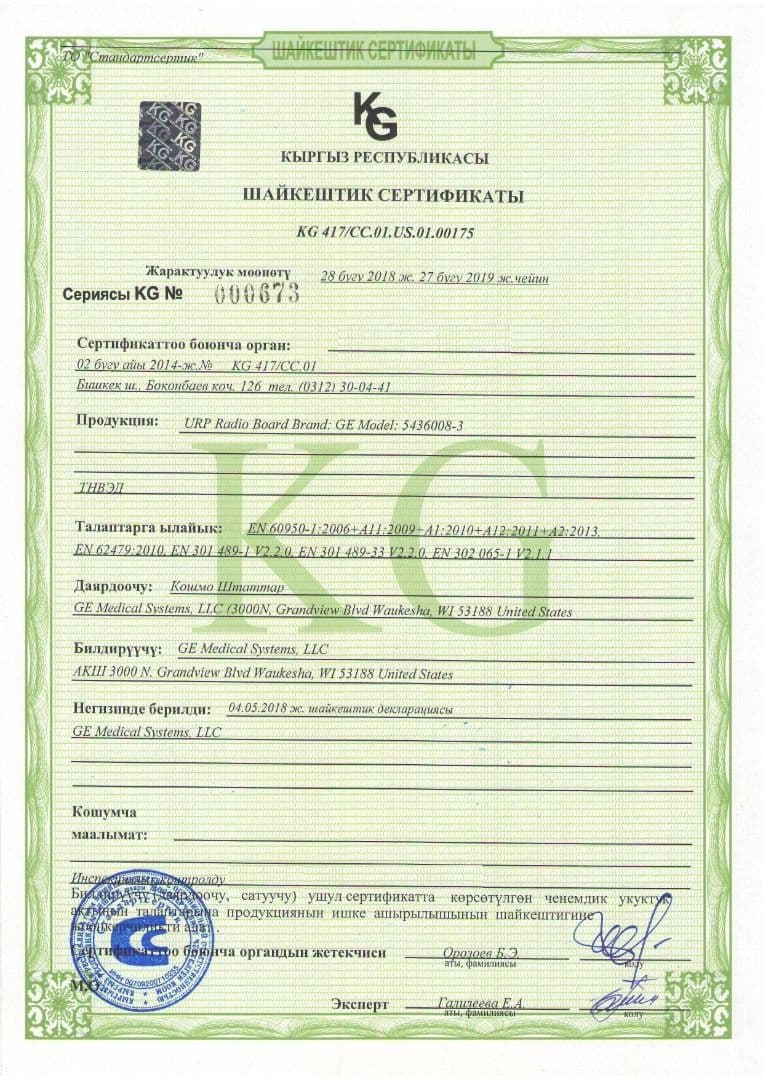 ШАЙКЕШТИК СЕРТИФИКАТЫ
ТО "Стандартсертик"
KG
КЫРГЫЗ РЕСПУБЛИКАСЫ
ШАЙКЕШТИК СЕРТИФИКАТЫ
KG 417/CC.01.US.01.00175
Жарактуулук мөөнөтү 28 бугу 2018 ж. 27 бугу 2019 ж.чейин
Сериясы KG № 000673
Сертификаттоо боюнча орган:
02 бугу айы 2014-ж.№ KG 417/CC.01
Бишкек ш., Боконбаев коч. 126 тел. (0312) 30-04-41
Продукция: URP Radio Board Brand: GE Model: 5436008-3
ТНВЭД
Талаптарга ылайык: EN 60950-1:2006+A11:2009+A1:2010+A12:2011+A2:2013,
EN 62479:2010, EN 301 489-1 V2.2.0, EN 301 489-33 V2.2.0, EN 302 065-1 V2.1.1
Даярдоочу: Кошмо Штаттар
GE Medical Systems, LLC (3000N, Grandview Blvd Waukesha, WI 53188 United States
Билдирүүчү: GE Medical Systems, LLC
АКШ 3000 N. Grandview Blvd Waukesha, WI 53188 United States
Негизинде берилди: 04.05.2018 ж. шайкештик декларациясы
GE Medical Systems, LLC
Кошумча
маалымат:
Инспекциялык контролду
Билдирүүчү (даярдоочу, сатуучу) ушул сертификатта көрсөтүлгөн ченемдик укуктук
актынын талаптарына продукциянын ишке ашырылышынын шайкештигине
жоопкерчиликти алат.
Сертификаттоо боюнча органдын жетекчиси Орозоев Б.Э.
аты, фамилиясы колу
М.О.
Эксперт Галилеева Е.А.
аты, фамилиясы колу